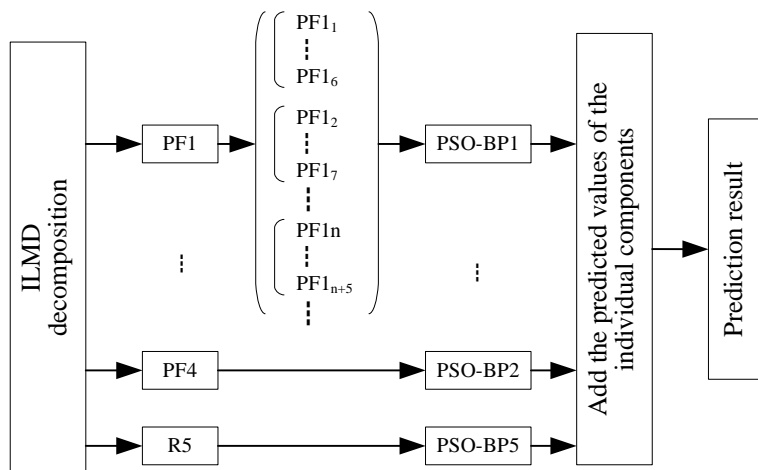 ILMD
decomposition
PF1
PF4
R5
PF1₁
PF1₆
PF1₂
PF1₇
PF1n
PF1ₙ₊₅
PSO-BP1
PSO-BP2
PSO-BP5
Add the predicted values of the
individual components
Prediction result